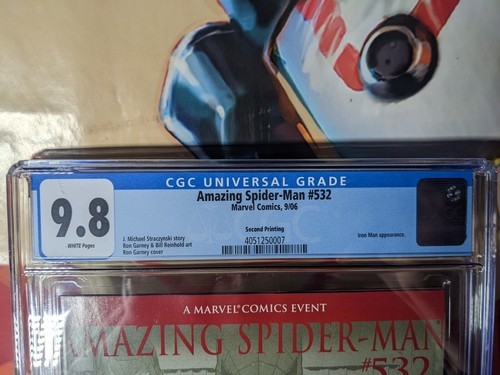 CGC UNIVERSAL GRADE
Amazing Spider-Man #532
Marvel Comics, 9/06
9.8
WHITE Pages
Second Printing
J. Michael Straczynski story
Ron Garney & Bill Reinhold art
Ron Garney cover
4051250007
Iron Man appearance.
A MARVEL COMICS EVENT
AMAZING SPIDER-MAN
#532